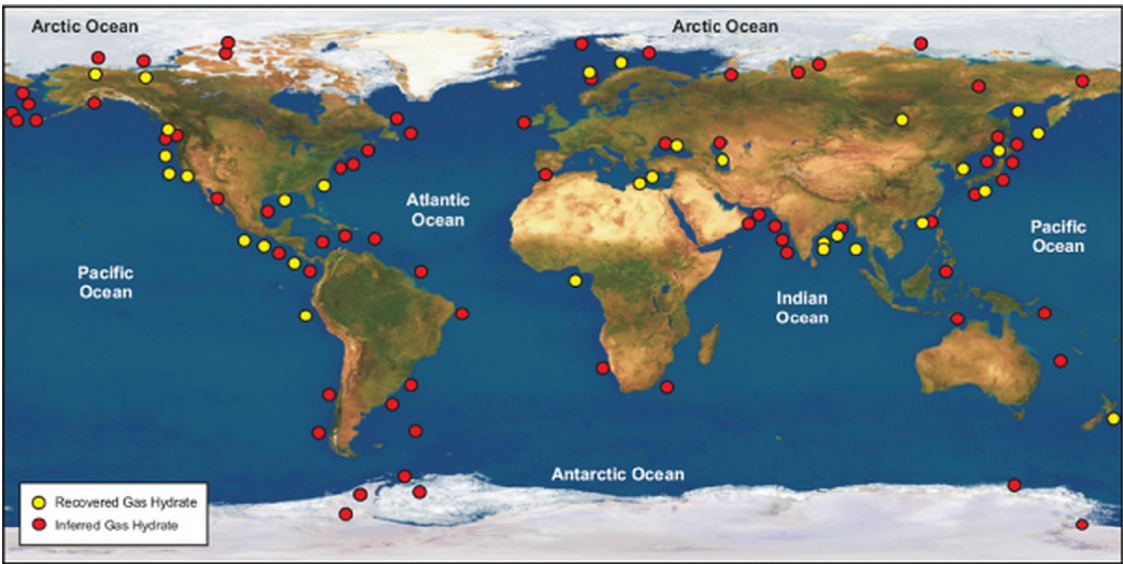 Arctic Ocean
Arctic Ocean
Atlantic
Ocean
Pacific
Ocean
Pacific
Ocean
Indian
Ocean
Antarctic Ocean
Recovered Gas Hydrate
Inferred Gas Hydrate